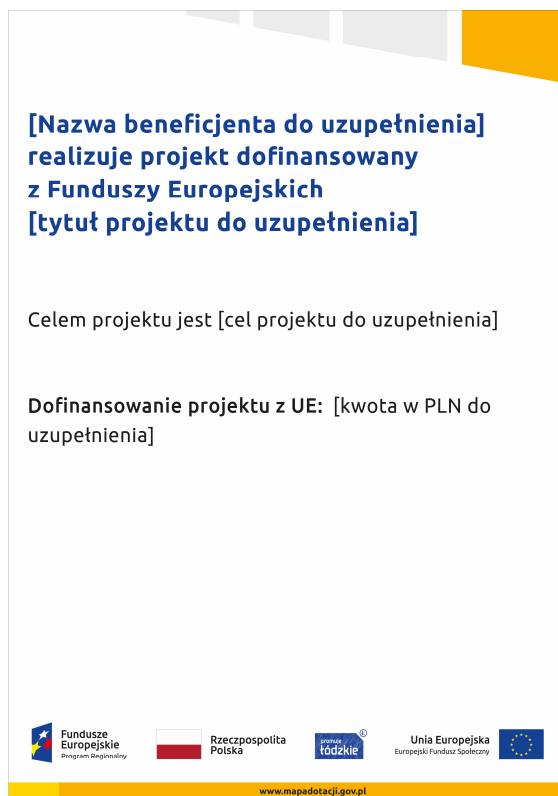 [Nazwa beneficjenta do uzupełnienia]
realizuje projekt dofinansowany
z Funduszy Europejskich
[tytuł projektu do uzupełnienia]
Celem projektu jest [cel projektu do uzupełnienia]
Dofinansowanie projektu z UE: [kwota w PLN do
uzupełnienia]
Fundusze
Europejskie
Program Regionalny
Rzeczpospolita
Polska
promuje
łódzkie
Unia Europejska
Europejski Fundusz Społeczny
www.mapadotacji.gov.pl